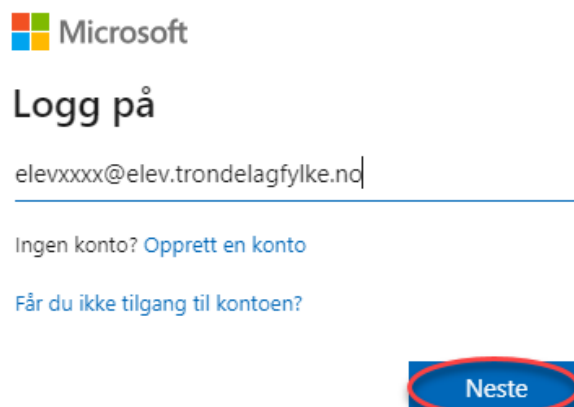 Microsoft
Logg på
elevxxxx@elev.trondelagfylke.no
Ingen konto? Opprett en konto
Får du ikke tilgang til kontoen?
Neste